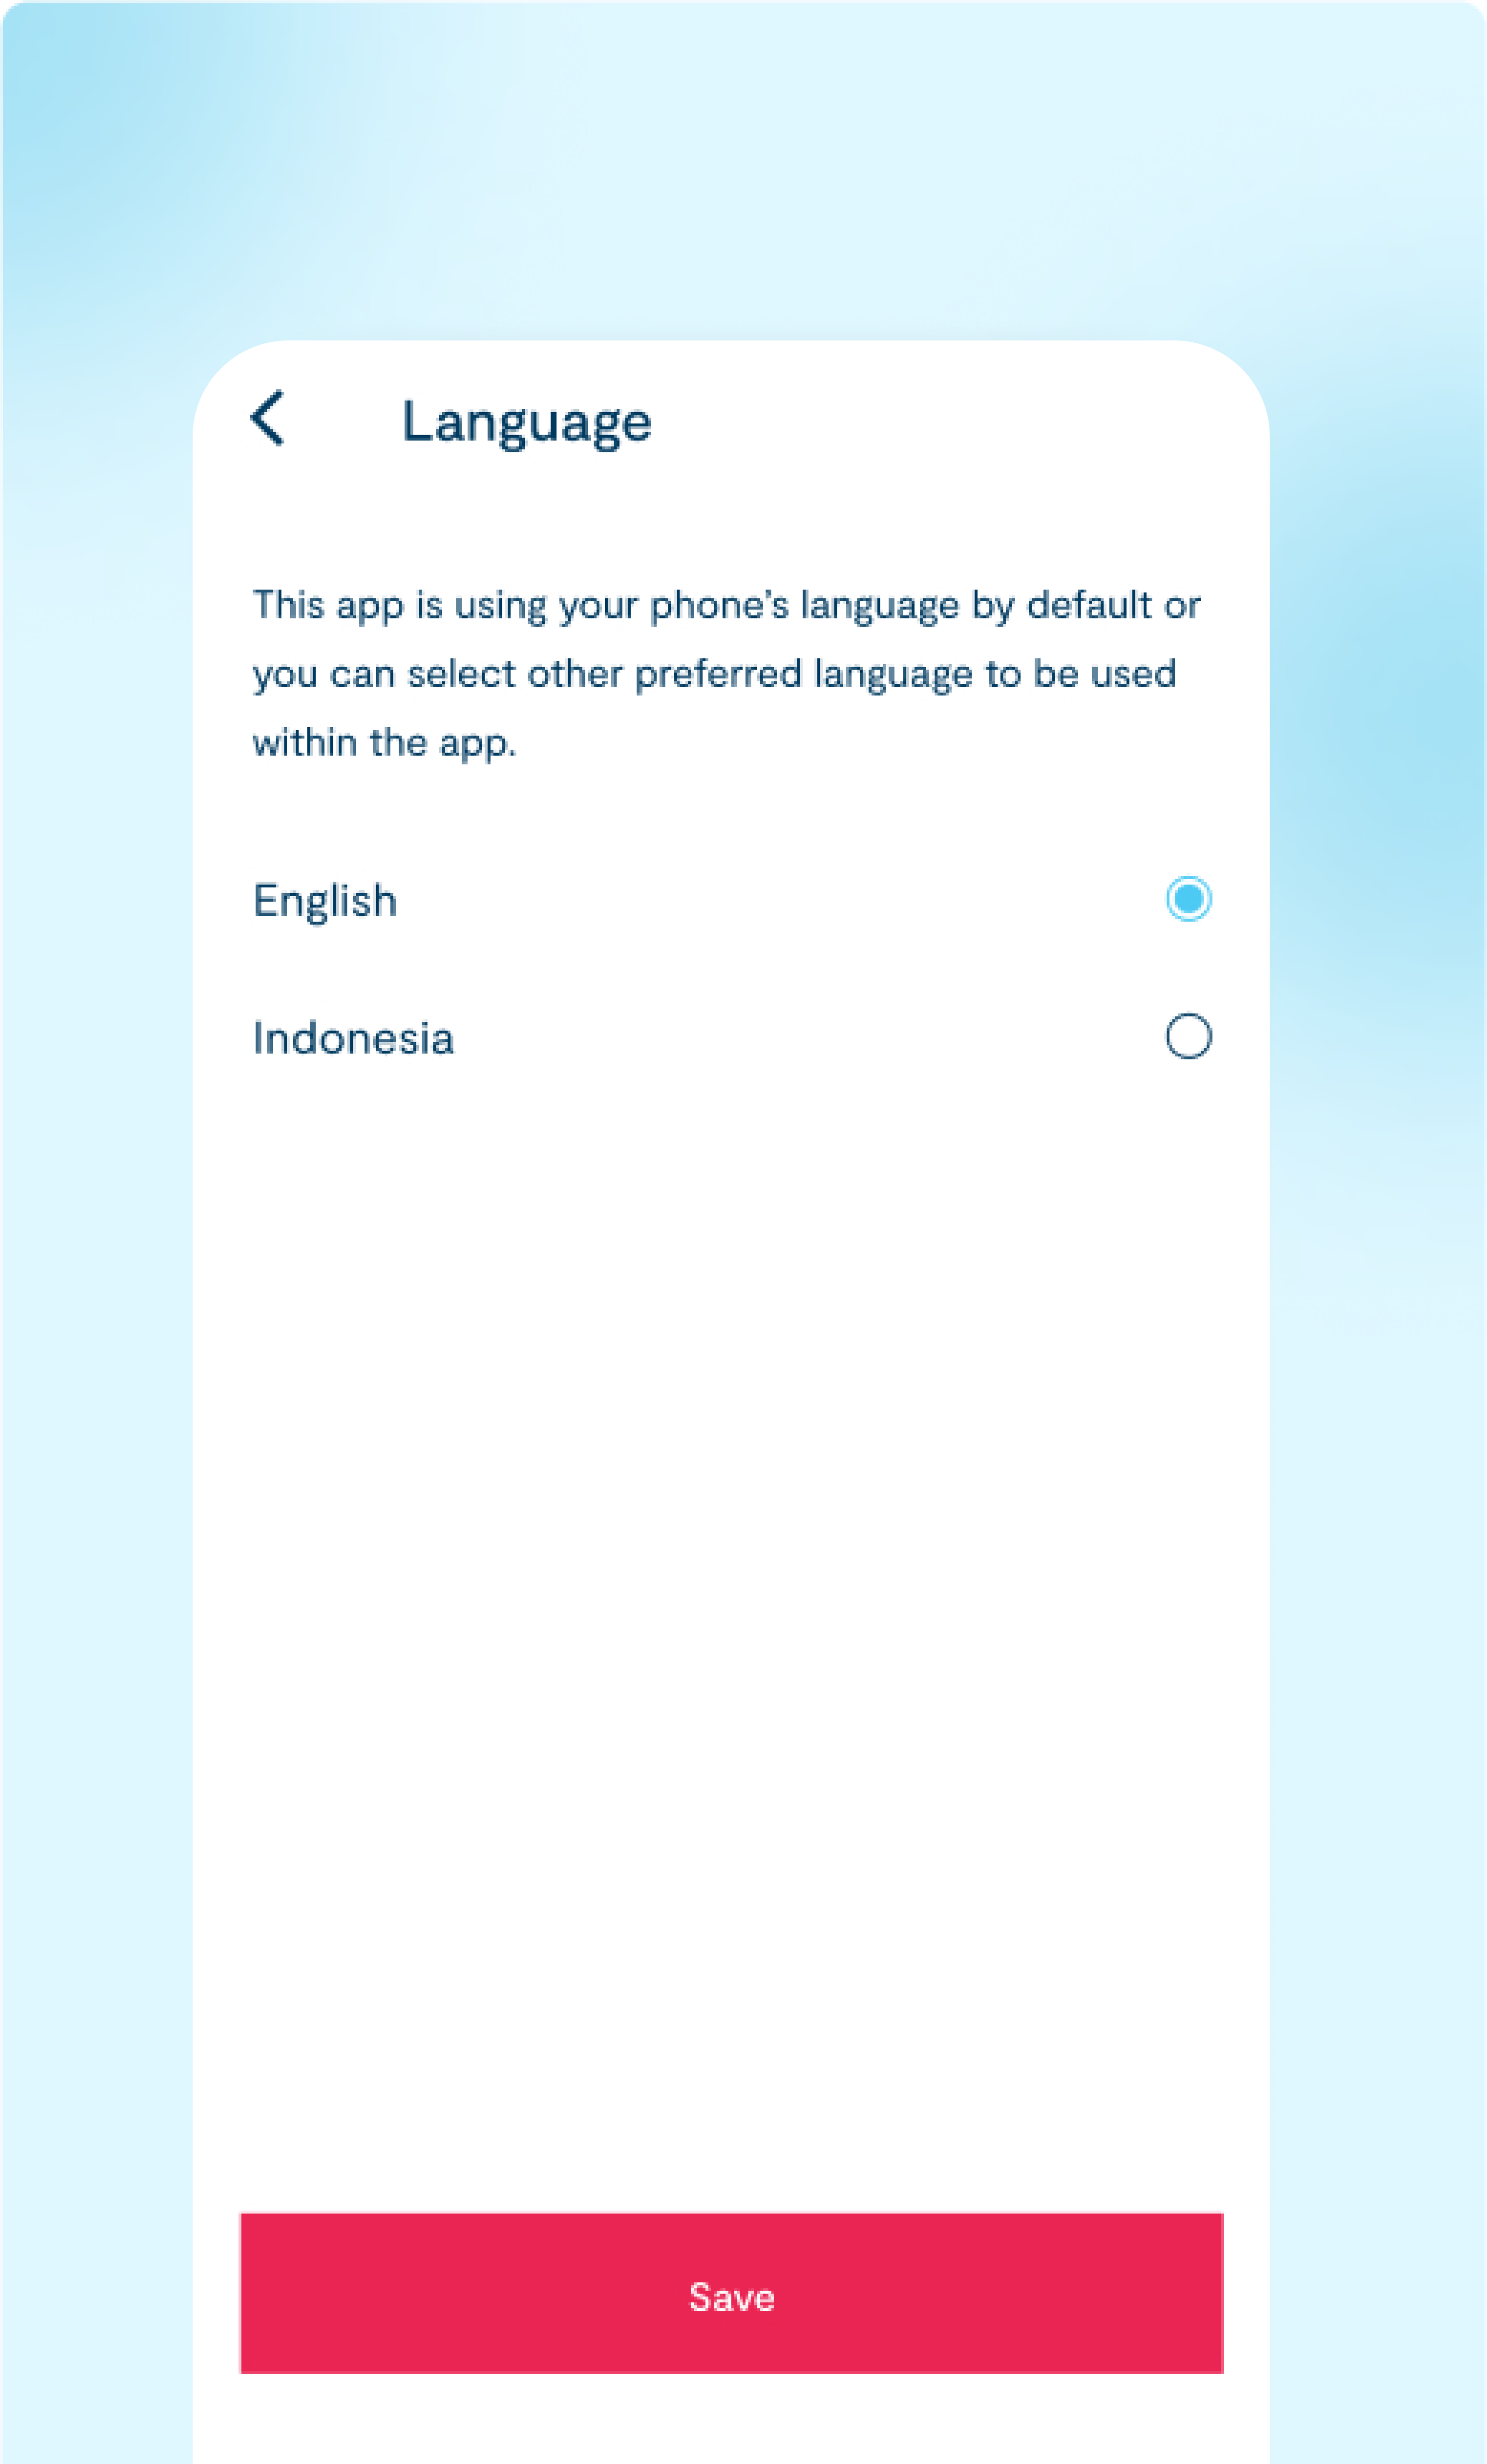 Language
This app is using your phone’s language by default or
you can select other preferred language to be used
within the app.
English
Indonesia
Save